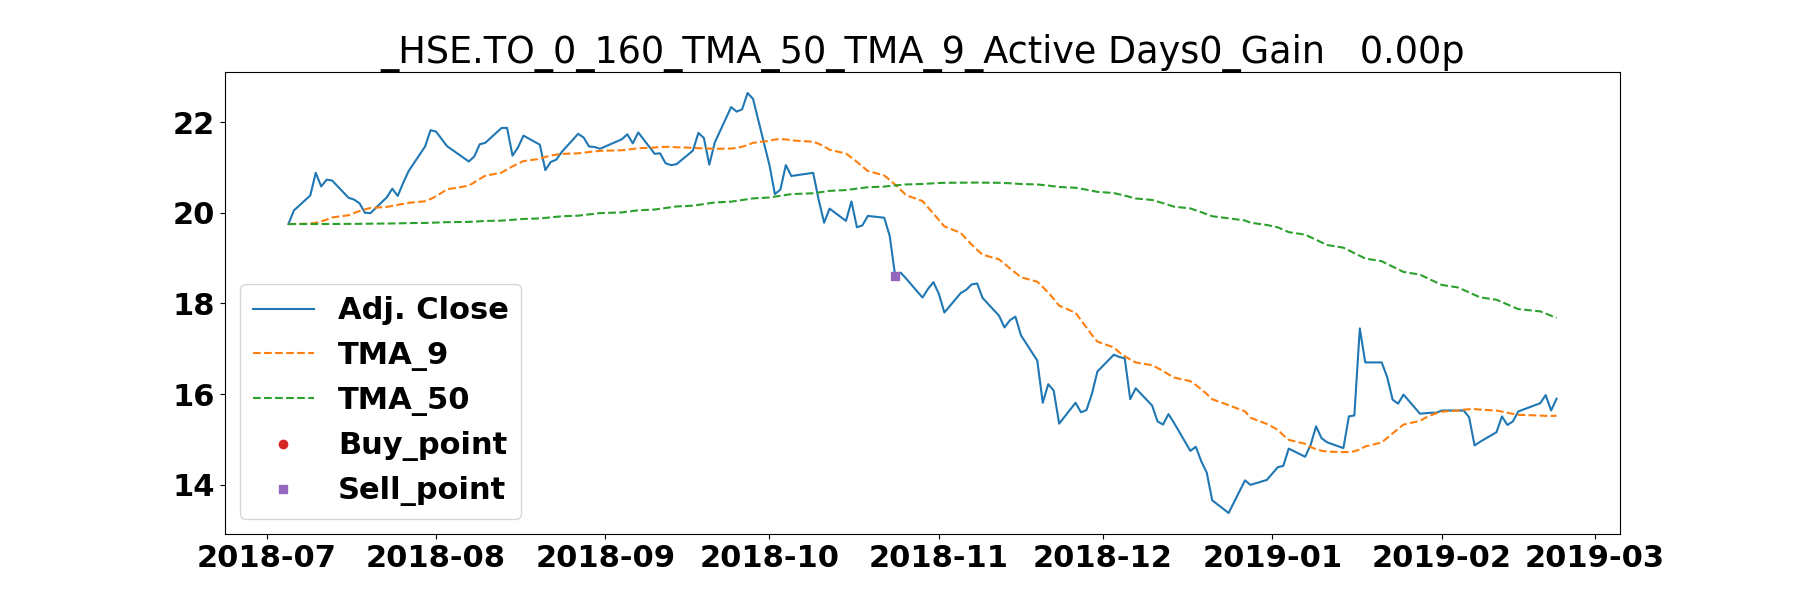 _HSE.TO_0_160_TMA_50_TMA_9_Active Days0_Gain   0.00p
22
20
18
16
14
Adj. Close
TMA_9
TMA_50
Buy_point
Sell_point
2018-07 2018-08 2018-09 2018-10 2018-11 2018-12 2019-01 2019-02 2019-03